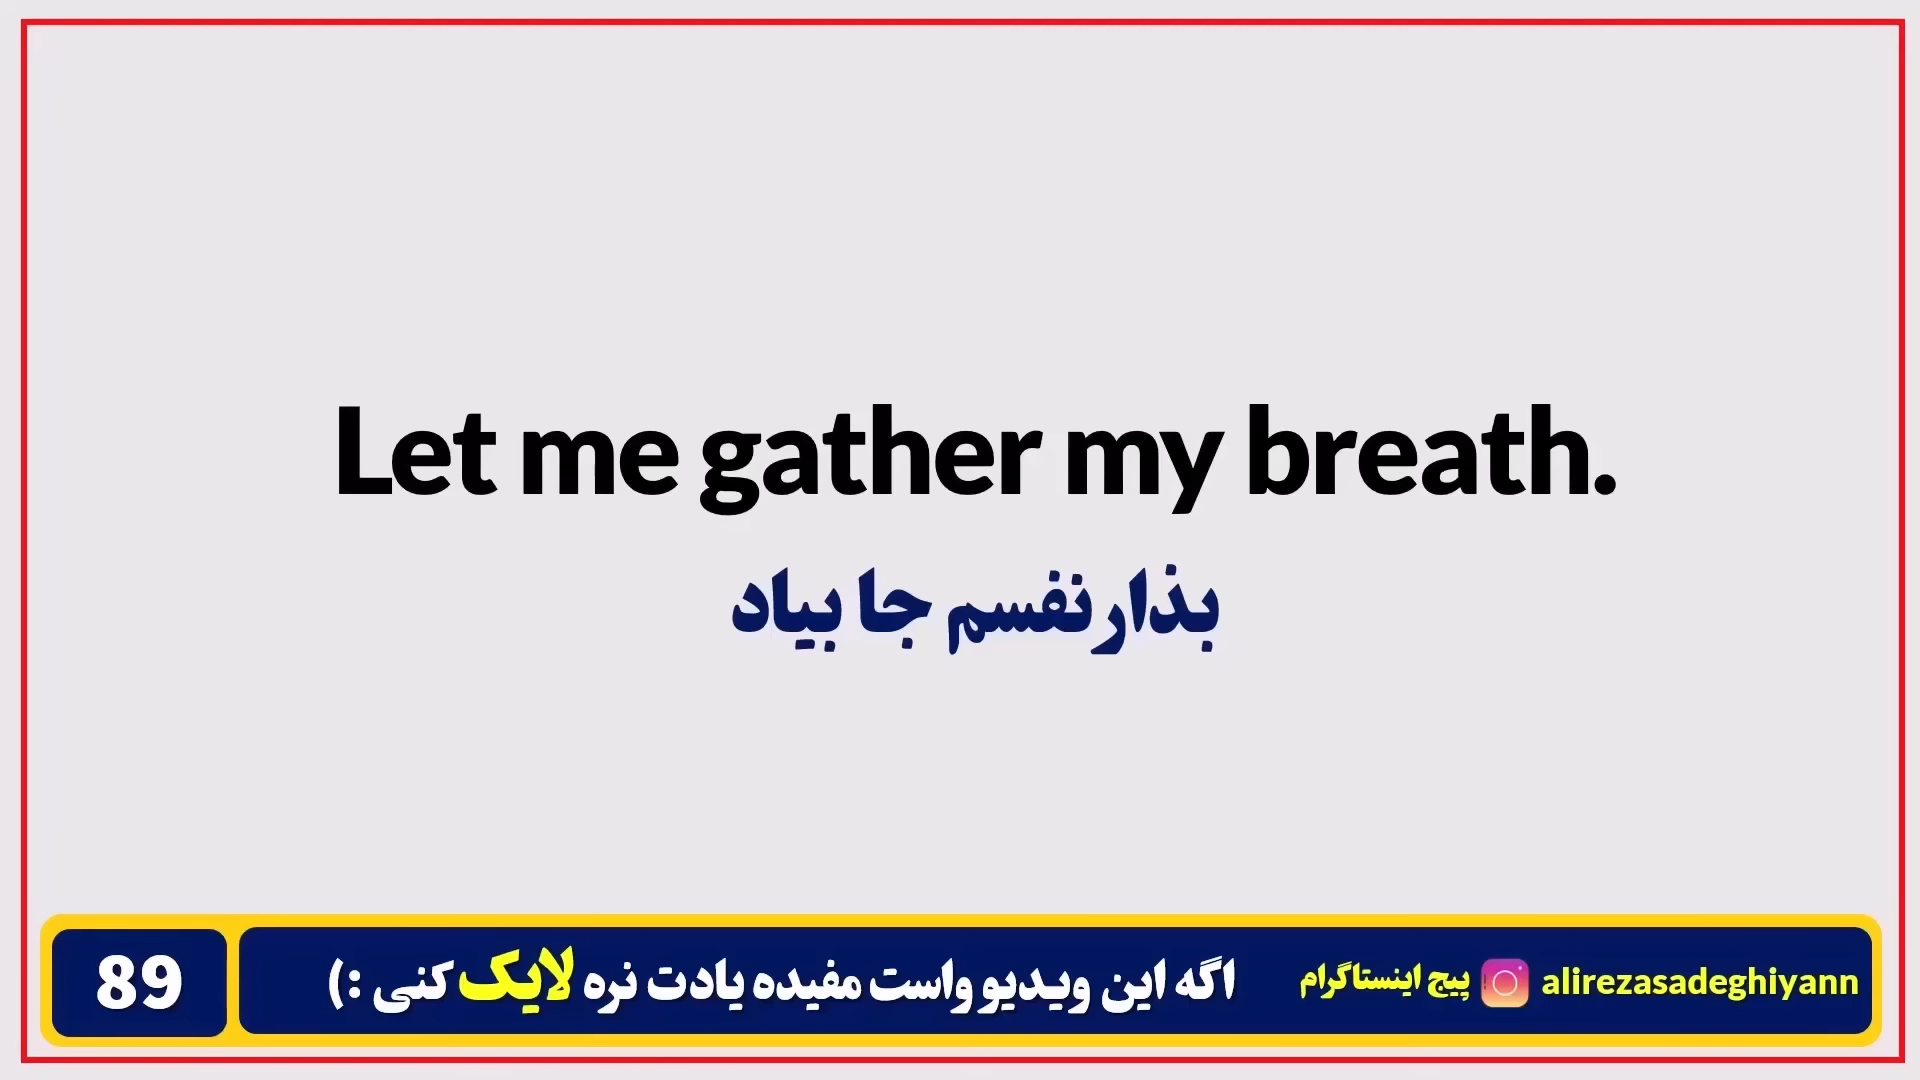 Let me gather my breath.
بذار نفسم جا بیاد
89
اگه این ویدیو واست مفیده یادت نره لایک کنی :)
پیج اینستاگرام
alirezasadeghiyann